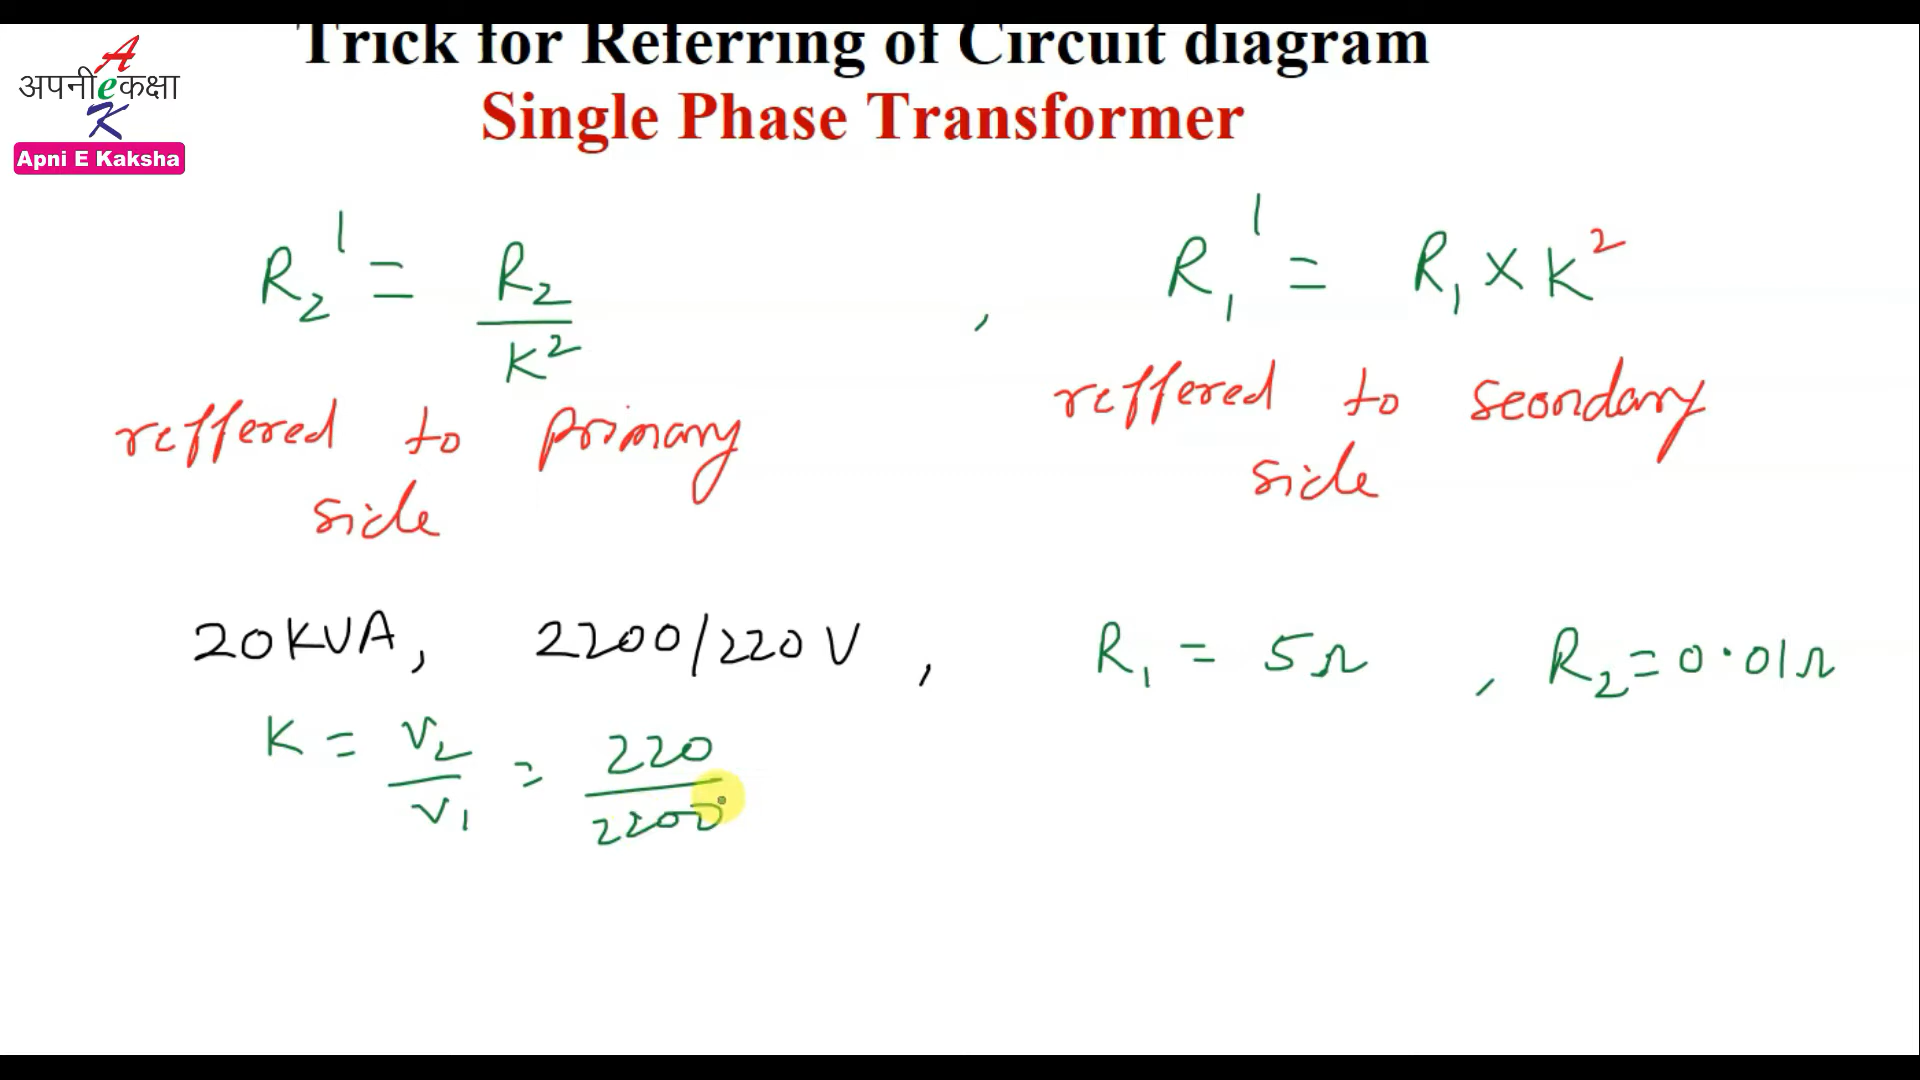 Trick for Referring of Circuit diagram
Single Phase Transformer
A
अपनी e कक्षा
K
Apni E Kaksha
R₂' = R₂/K² , R₁' = R₁ × K²
reffered to primary side
reffered to seondary side
20KVA, 2200/220 V , R₁ = 5Ω , R₂ = 0.01Ω
K = V₂/V₁ = 220/2200